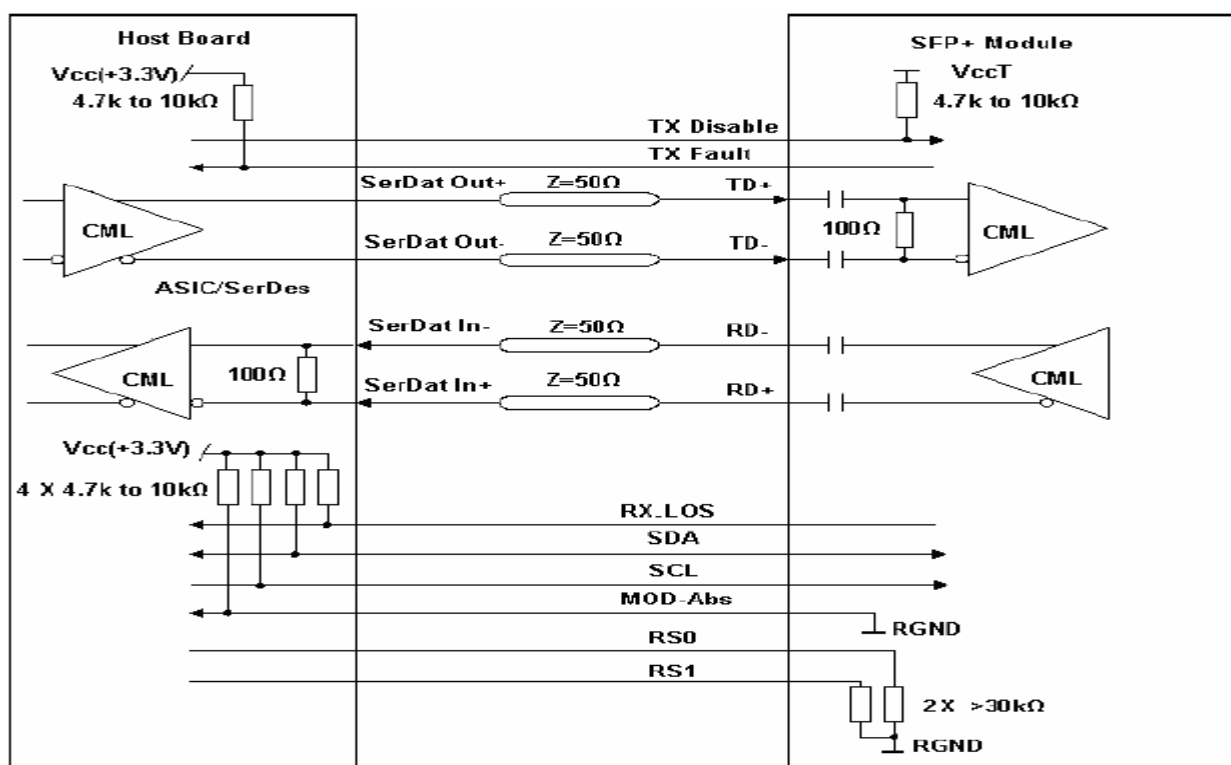 Host Board
SFP+ Module
Vcc(+3.3V)
4.7k to 10kΩ
VccT
4.7k to 10kΩ
TX Disable
TX Fault
SerDat Out+
Z=50Ω
TD+
CML
100Ω
CML
SerDat Out-
Z=50Ω
TD-
ASIC/SerDes
SerDat In-
Z=50Ω
RD-
CML
100Ω
CML
SerDat In+
Z=50Ω
RD+
Vcc(+3.3V)
4 X 4.7k to 10kΩ
RX_LOS
SDA
SCL
MOD-Abs
RGND
RS0
RS1
2X >30kΩ
RGND